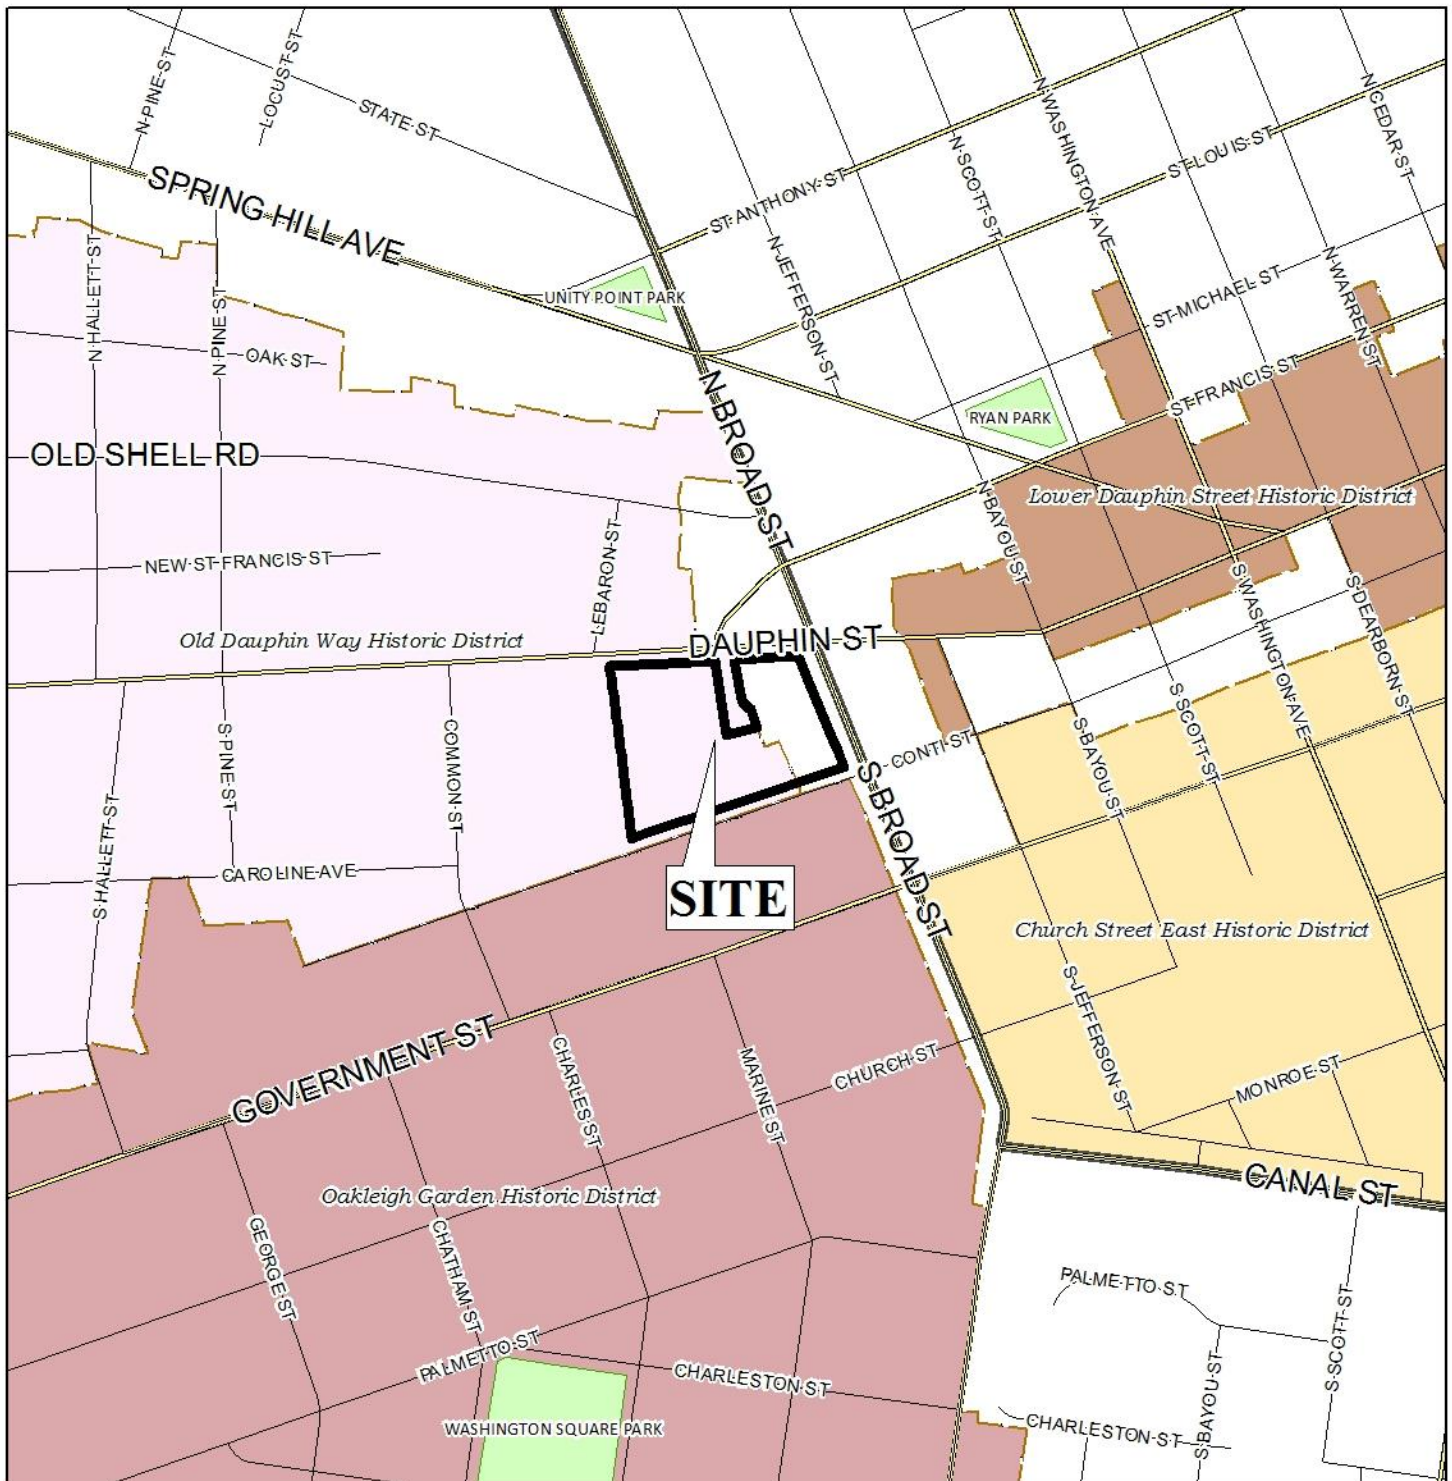 N PINE ST
LOCUST ST
STATE ST
N WASHINGTON AVE
N CEDAR ST
SPRING HILL AVE
ST ANTHONY ST
N SCOTT ST
ST LOUIS ST
N HALLETT ST
N JEFFERSON ST
N PINE ST
UNITY POINT PARK
ST MICHAEL ST
N WARREN ST
OAK ST
N BROAD ST
RYAN PARK
ST FRANCIS ST
OLD SHELL RD
N BAYOU ST
Lower Dauphin Street Historic District
NEW ST FRANCIS ST
LEBARON ST
S WASHINGTON AVE
S DEARBORN ST
Old Dauphin Way Historic District
DAUPHIN ST
S PINE ST
COMMON ST
CONTI ST
S BAYOU ST
S SCOTT ST
S HALLETT ST
S BROAD ST
CAROLINE AVE
SITE
Church Street East Historic District
GOVERNMENT ST
CHARLES ST
MARINE ST
CHURCH ST
S JEFFERSON ST
MONROE ST
Oakleigh Garden Historic District
CANAL ST
GEORGE ST
CHATHAM ST
PALMETTO ST
PALMETTO ST
S SCOTT ST
CHARLESTON ST
S BAYOU ST
WASHINGTON SQUARE PARK
CHARLESTON ST